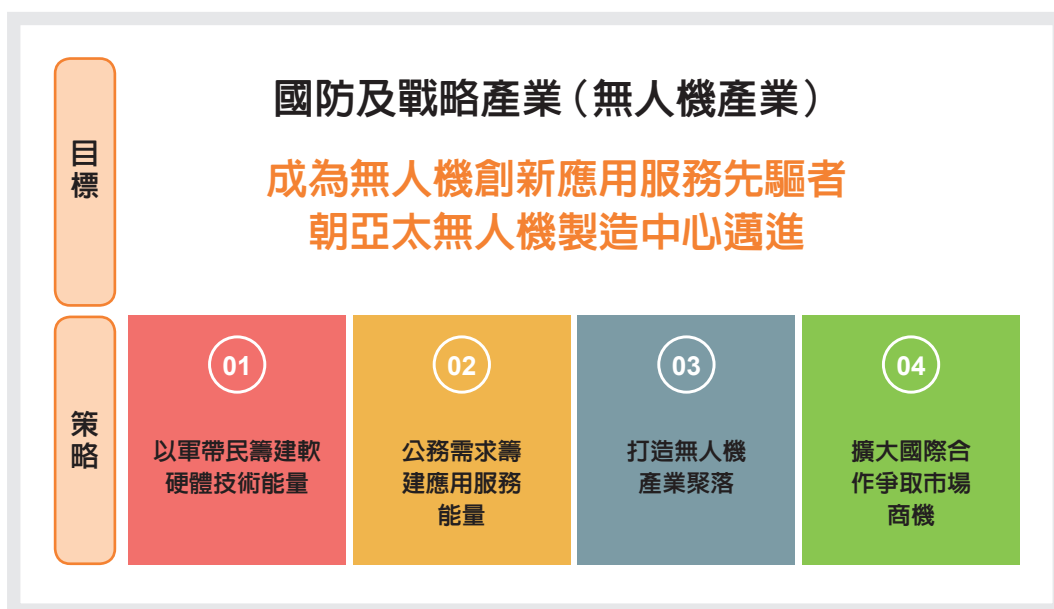 目標
國防及戰略產業（無人機產業）
成為無人機創新應用服務先驅者
朝亞太無人機製造中心邁進
策略
01
以軍帶民籌建軟
硬體技術能量
02
公務需求籌
建應用服務
能量
03
打造無人機
產業聚落
04
擴大國際合
作爭取市場
商機